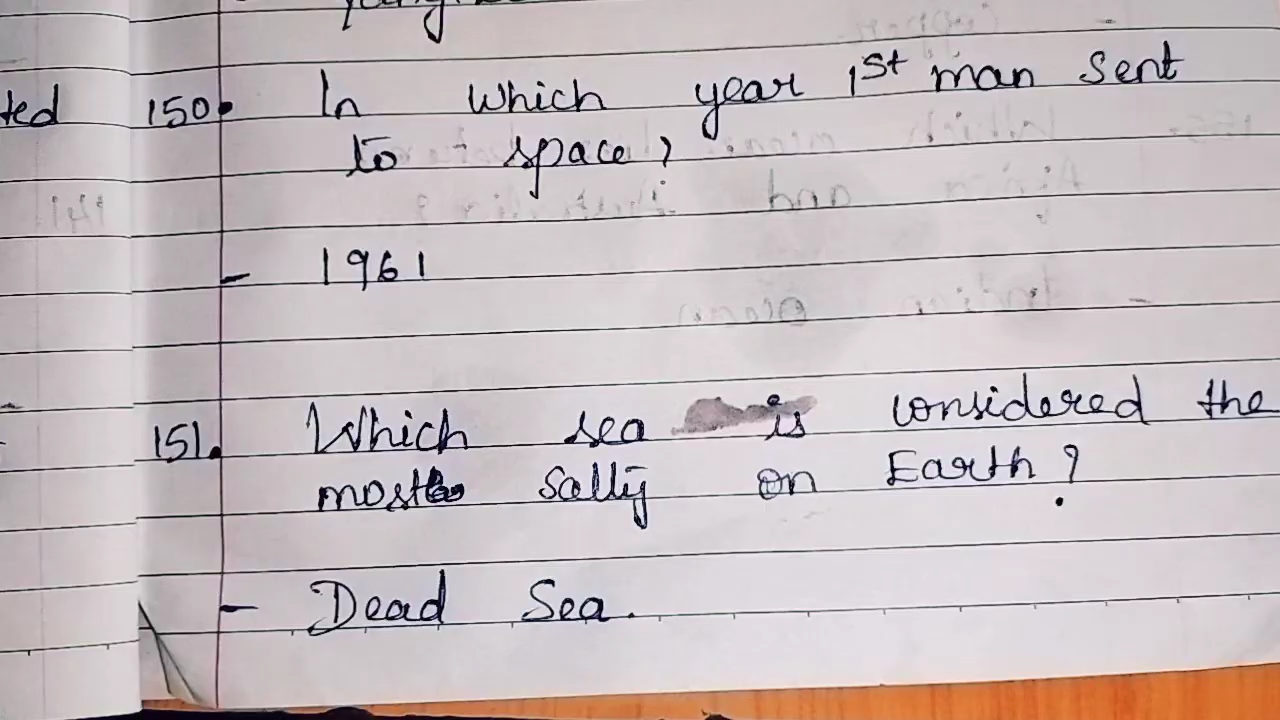 ted
150. In which year 1st man sent
to space?
- 1961
151. Which sea is considered the
most salty on Earth?
- Dead Sea.